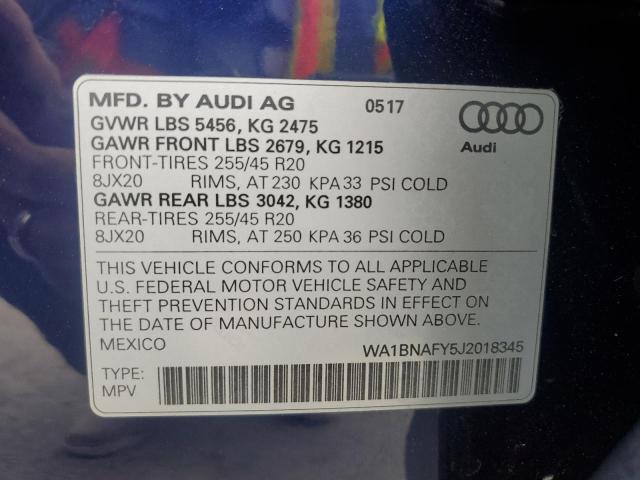 MFD. BY AUDI AG 0517
GVWR LBS 5456, KG 2475
GAWR FRONT LBS 2679, KG 1215
FRONT-TIRES 255/45 R20
8JX20 RIMS, AT 230 KPA 33 PSI COLD
GAWR REAR LBS 3042, KG 1380
REAR-TIRES 255/45 R20
8JX20 RIMS, AT 250 KPA 36 PSI COLD
Audi
THIS VEHICLE CONFORMS TO ALL APPLICABLE
U.S. FEDERAL MOTOR VEHICLE SAFETY AND
THEFT PREVENTION STANDARDS IN EFFECT ON
THE DATE OF MANUFACTURE SHOWN ABOVE.
MEXICO WA1BNAFY5J2018345
TYPE:
MPV